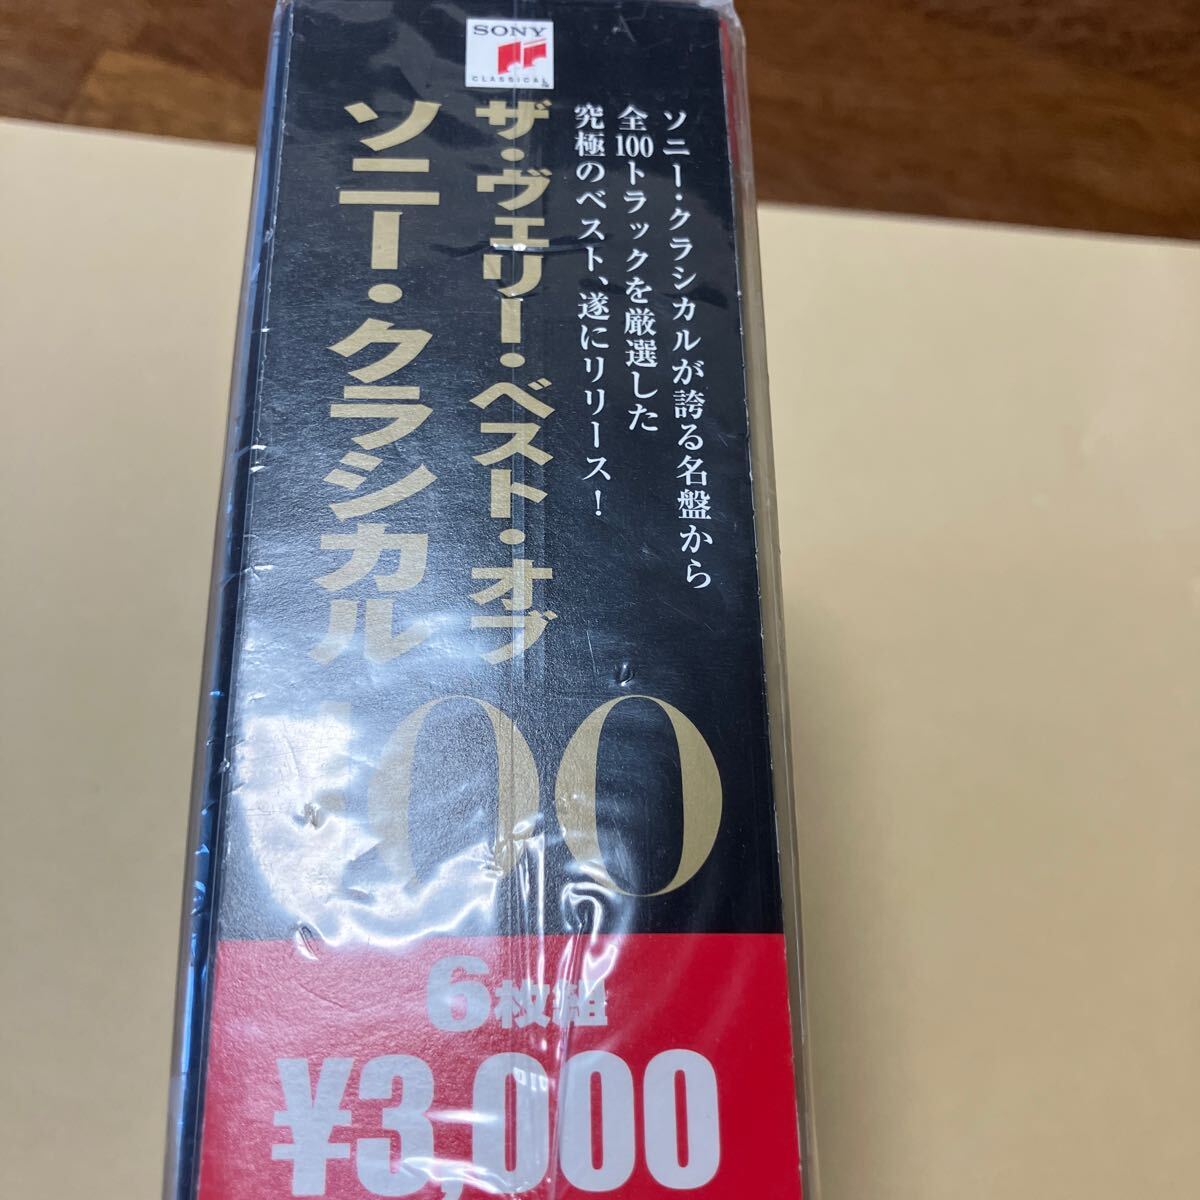 SONY
CLASSICAL
ソニー・クラシカルが誇る名盤から
全100トラックを厳選した
究極のベスト、遂にリリース！
ザ・ヴェリー・ベスト・オブ
ソニー・クラシカル
100
6枚組
¥3,000